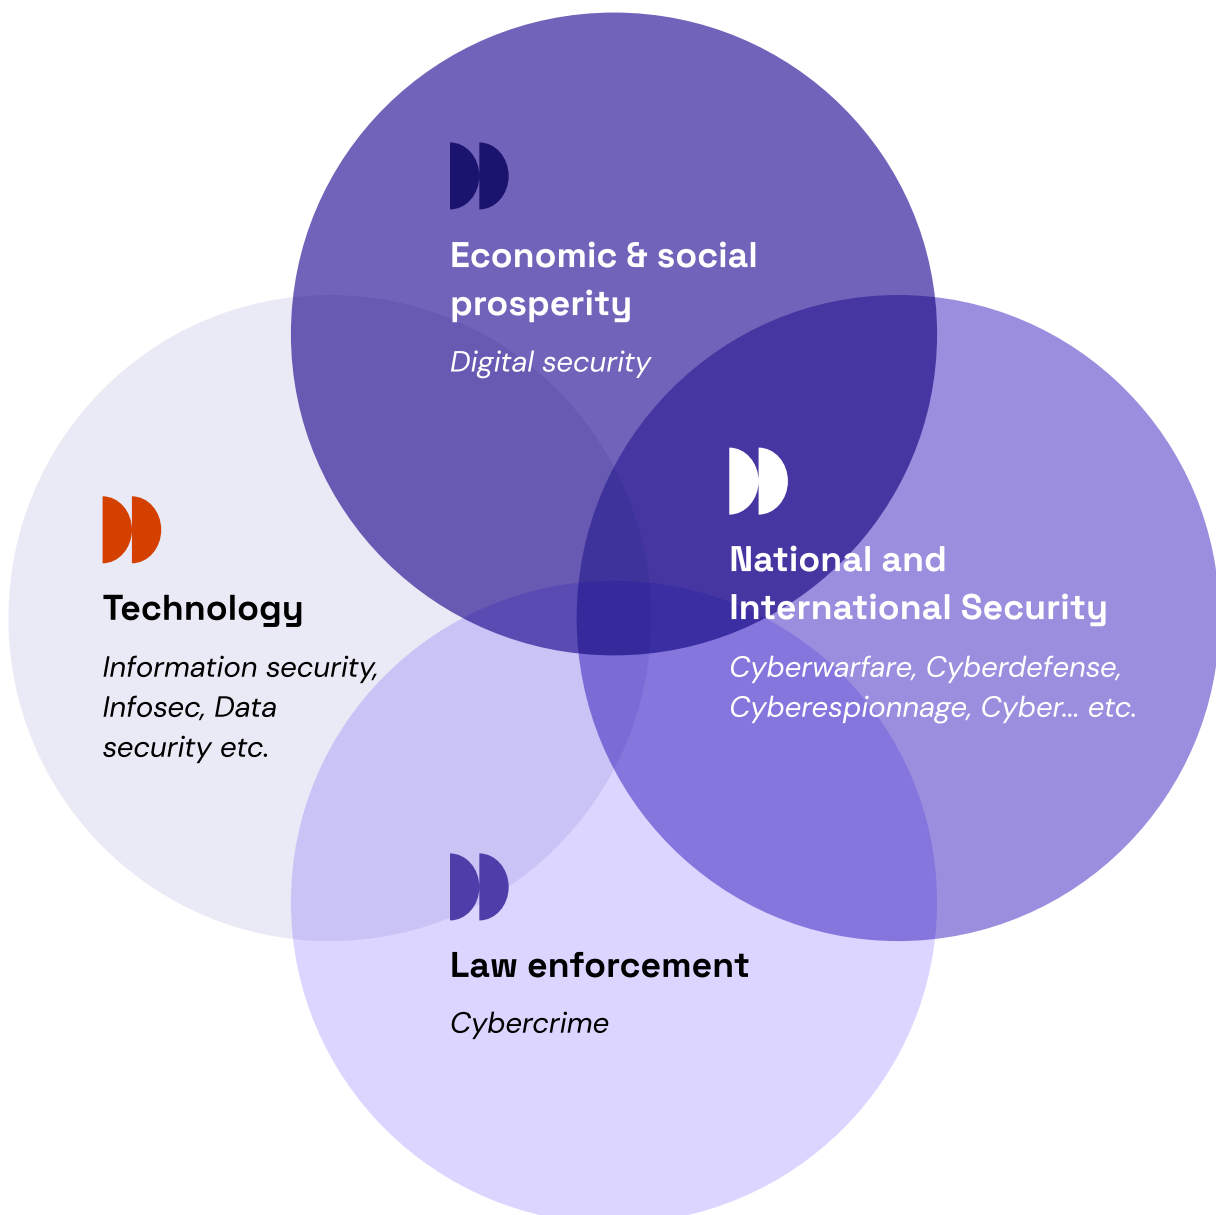 Economic & social
prosperity
Digital security
Technology
Information security,
Infosec, Data
security etc.
National and
International Security
Cyberwarfare, Cyberdefense,
Cyberespionnage, Cyber... etc.
Law enforcement
Cybercrime